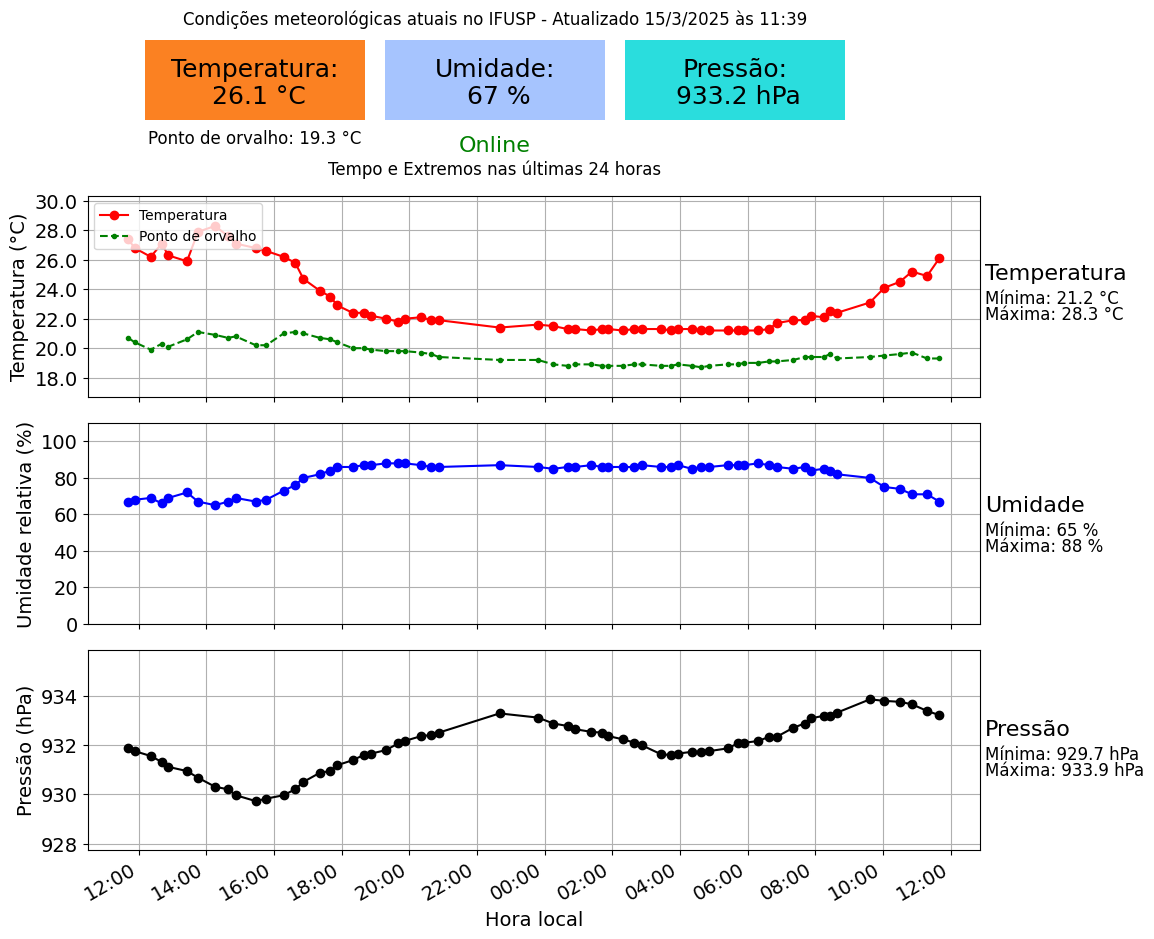 Condições meteorológicas atuais no IFUSP - Atualizado 15/3/2025 às 11:39
Temperatura:
26.1 °C
Umidade:
67 %
Pressão:
933.2 hPa
Ponto de orvalho: 19.3 °C
Online
Tempo e Extremos nas últimas 24 horas
Temperatura (°C)
30.0
28.0
26.0
24.0
22.0
20.0
18.0
Temperatura
Ponto de orvalho
Temperatura
Mínima: 21.2 °C
Máxima: 28.3 °C
Umidade relativa (%)
100
80
60
40
20
0
Umidade
Mínima: 65 %
Máxima: 88 %
Pressão (hPa)
934
932
930
928
Pressão
Mínima: 929.7 hPa
Máxima: 933.9 hPa
12:00 14:00 16:00 18:00 20:00 22:00 00:00 02:00 04:00 06:00 08:00 10:00 12:00
Hora local